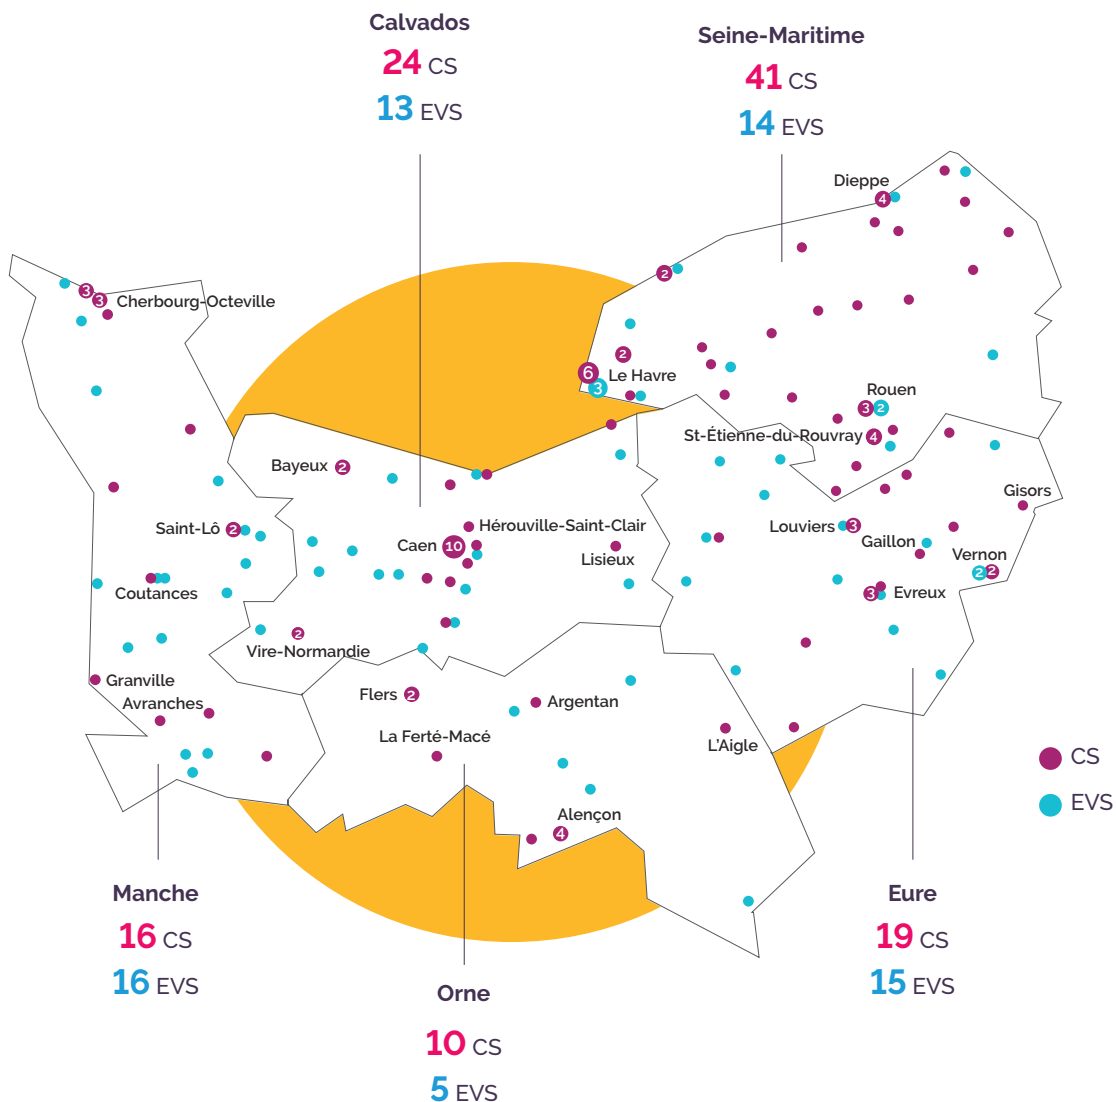 Calvados
24 CS
13 EVS
Seine-Maritime
41 CS
14 EVS
Dieppe
4
2
3
3
Cherbourg-Octeville
2
6
Le Havre
3
Rouen
3
2
St-Étienne-du-Rouvray
4
Bayeux
2
Gisors
Saint-Lô
2
Hérouville-Saint-Clair
Caen
10
Lisieux
Louviers
3
Gaillon
Vernon
2
2
Coutances
3
Evreux
2
Vire-Normandie
Granville
Avranches
Flers
2
Argentan
La Ferté-Macé
L'Aigle
CS
EVS
Alençon
4
Manche
16 CS
16 EVS
Eure
19 CS
15 EVS
Orne
10 CS
5 EVS